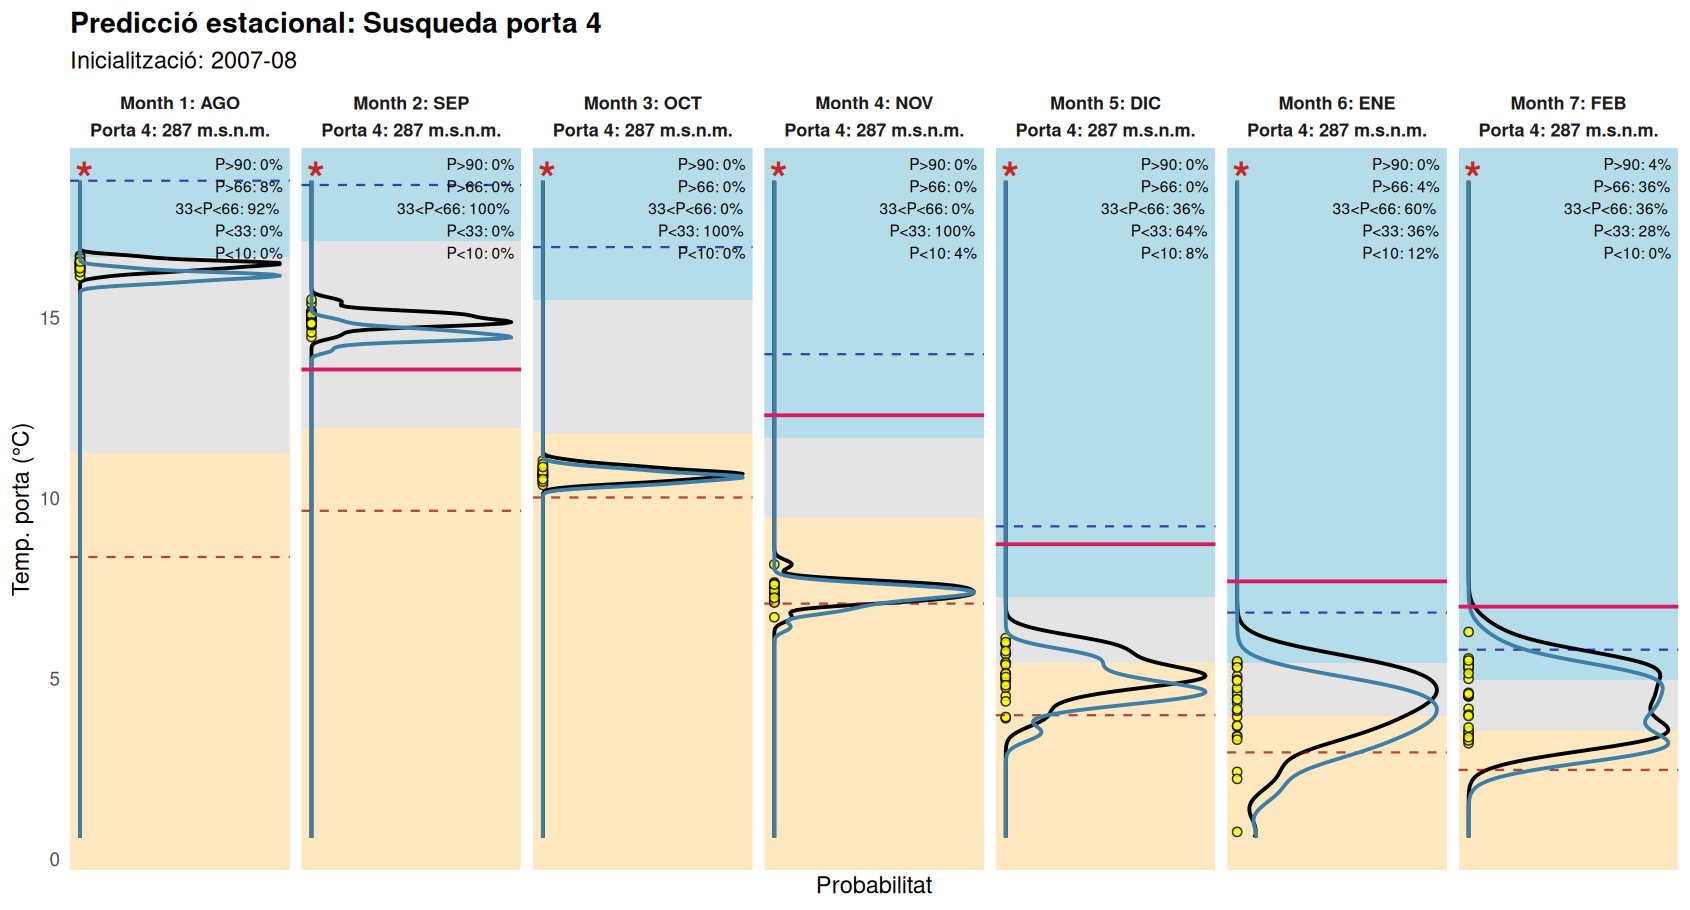 Predicció estacional: Susqueda porta 4
Inicialització: 2007-08
Month 1: AGO
Porta 4: 287 m.s.n.m.
Month 2: SEP
Porta 4: 287 m.s.n.m.
Month 3: OCT
Porta 4: 287 m.s.n.m.
Month 4: NOV
Porta 4: 287 m.s.n.m.
Month 5: DIC
Porta 4: 287 m.s.n.m.
Month 6: ENE
Porta 4: 287 m.s.n.m.
Month 7: FEB
Porta 4: 287 m.s.n.m.
*
P>90: 0%
P>66: 8%
33<P<66: 92%
P<33: 0%
P<10: 0%
*
P>90: 0%
P>66: 0%
33<P<66: 100%
P<33: 0%
P<10: 0%
*
P>90: 0%
P>66: 0%
33<P<66: 0%
P<33: 100%
P<10: 0%
*
P>90: 0%
P>66: 0%
33<P<66: 0%
P<33: 100%
P<10: 4%
*
P>90: 0%
P>66: 0%
33<P<66: 36%
P<33: 64%
P<10: 8%
*
P>90: 0%
P>66: 4%
33<P<66: 60%
P<33: 36%
P<10: 12%
*
P>90: 4%
P>66: 36%
33<P<66: 36%
P<33: 28%
P<10: 0%
15
10
5
0
Temp. porta (°C)
Probabilitat